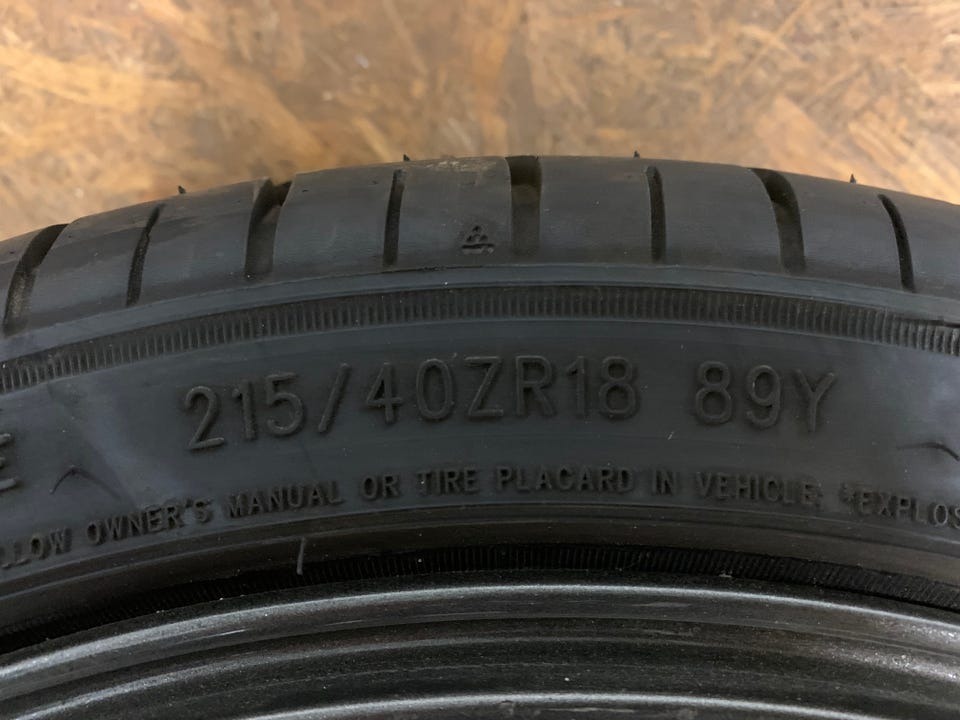 215/40ZR18 89Y
OWNER'S MANUAL OR TIRE PLACARD IN VEHICLE. *EXPLOS